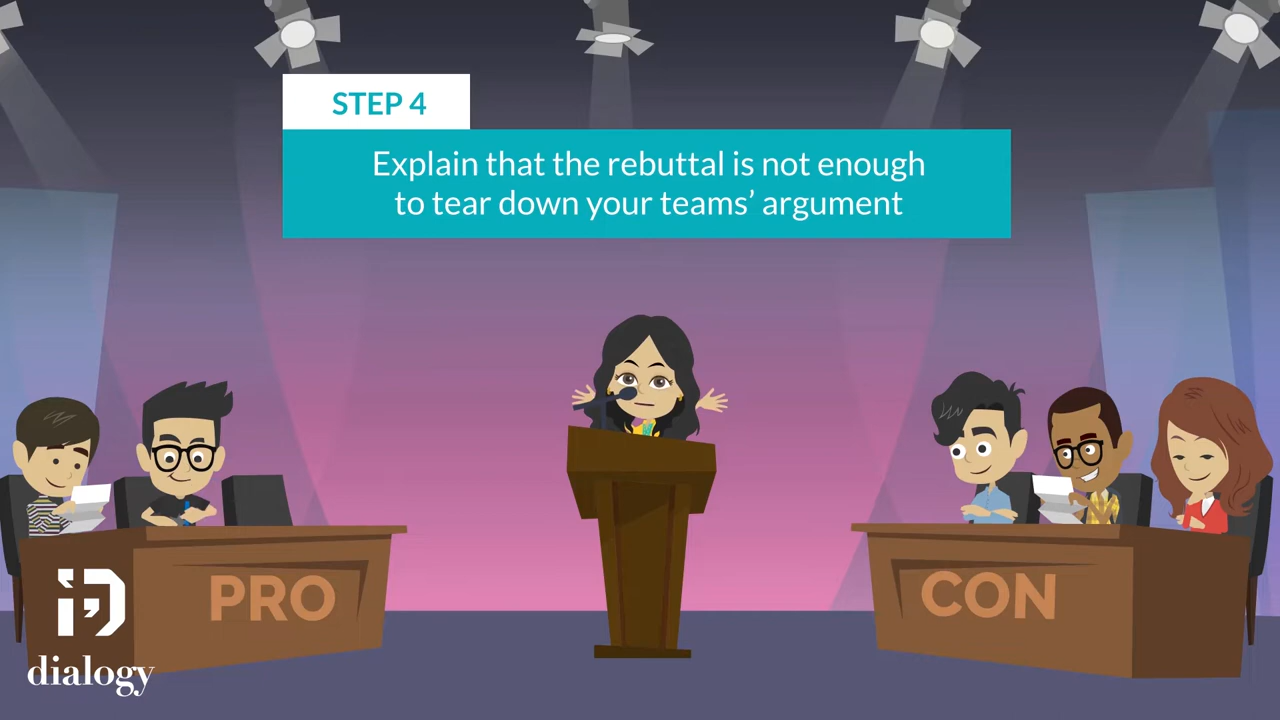 STEP 4
Explain that the rebuttal is not enough
to tear down your teams’ argument
PRO
CON
dialogy